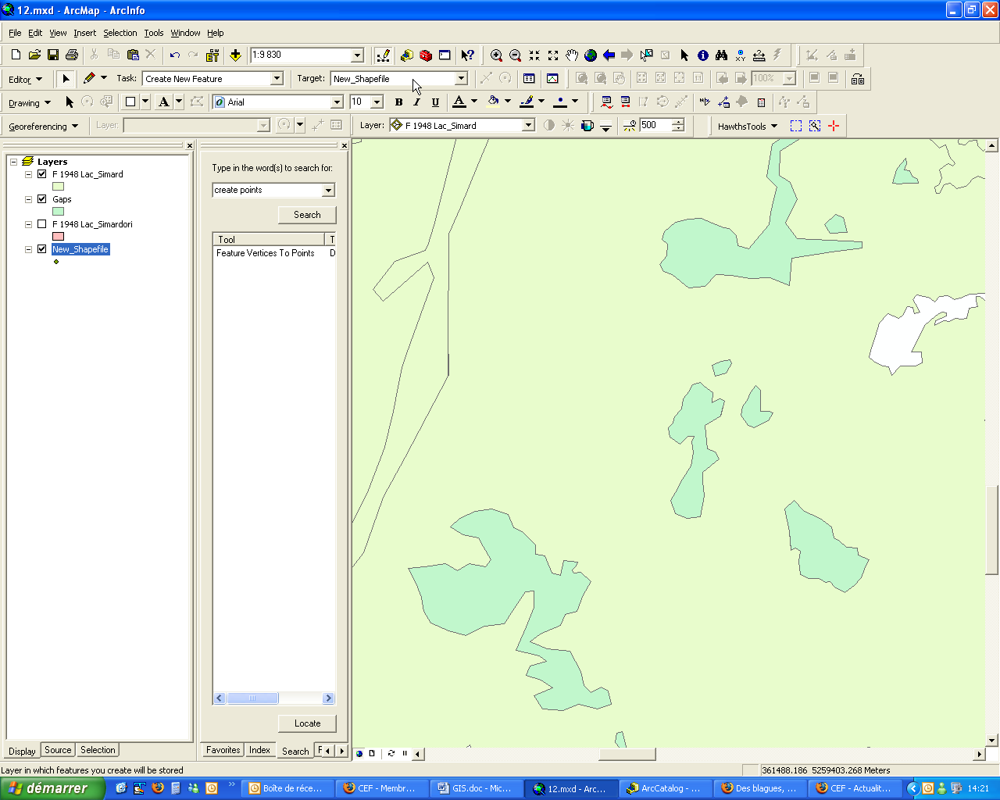 12.mxd - ArcMap - ArcInfo
File Edit View Insert Selection Tools Window Help
1:9 830
Editor Task: Create New Feature Target: New_Shapefile 100%
Drawing A Arial 10 B I U A
Georeferencing Layer: Layer: F 1948 Lac_Simard 500 HawthsTools
Layers
F 1948 Lac_Simard
Gaps
F 1948 Lac_Simardori
New_Shapefile
Type in the word(s) to search for:
create points
Search
Tool T
Feature Vertices To Points D
Locate
Display Source Selection
Favorites Index Search F
Layer in which features you create will be stored
361488.186 5259403.268 Meters
démarrer
Boîte de réce...
CEF - Membr...
GIS.doc - Mic...
12.mxd - Arc...
ArcCatalog - ...
Des blagues, ...
CEF - Actualit...
14:21